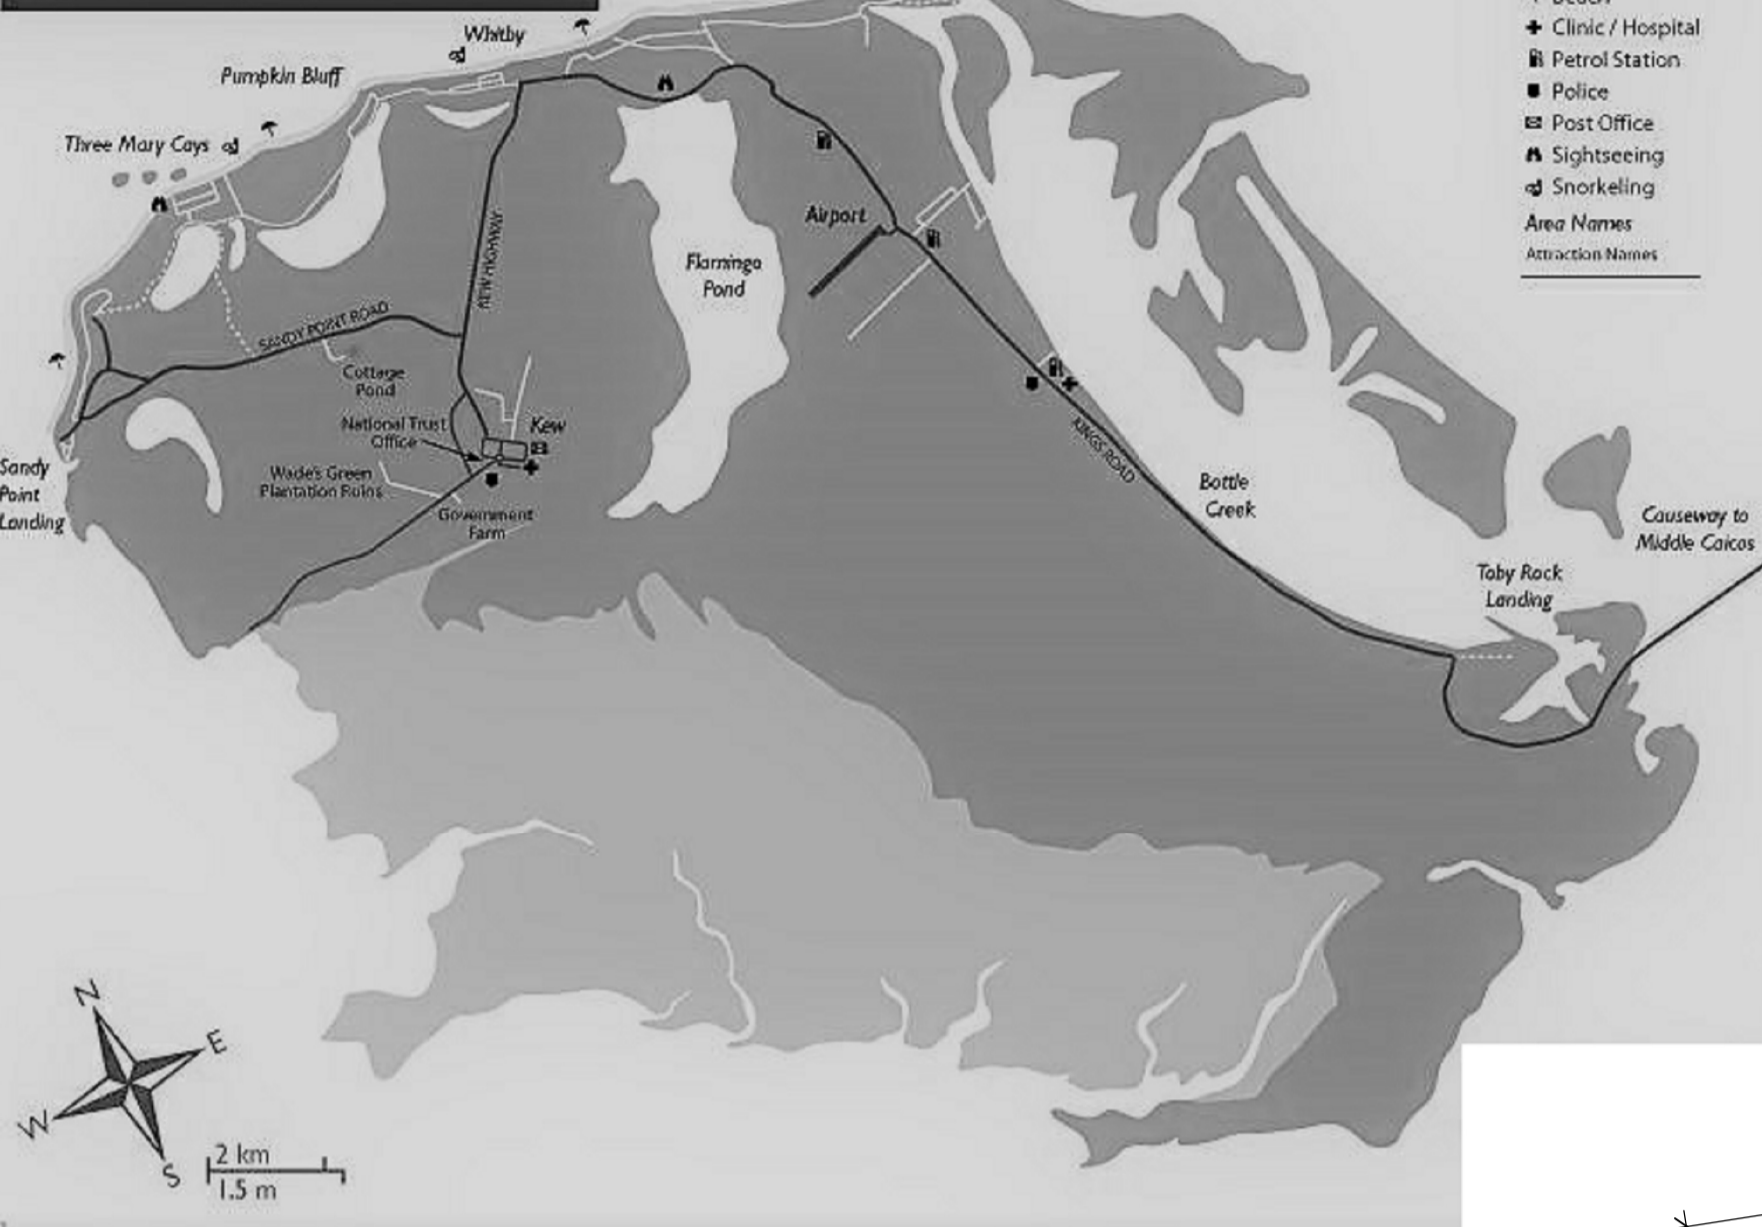 Whitby
Pumpkin Bluff
Three Mary Cays
Clinic / Hospital
Petrol Station
Police
Post Office
Sightseeing
Snorkeling
Area Names
Attraction Names
Airport
Flamingo
Pond
NEW HIGHWAY
SANDY POINT ROAD
Cottage
Pond
National Trust
Office
Kew
Wade's Green
Plantation Ruins
Government
Farm
Sandy
Point
Landing
KINGS ROAD
Bottle
Creek
Causeway to
Middle Caicos
Toby Rock
Landing
N
E
W
S
2 km
1.5 m